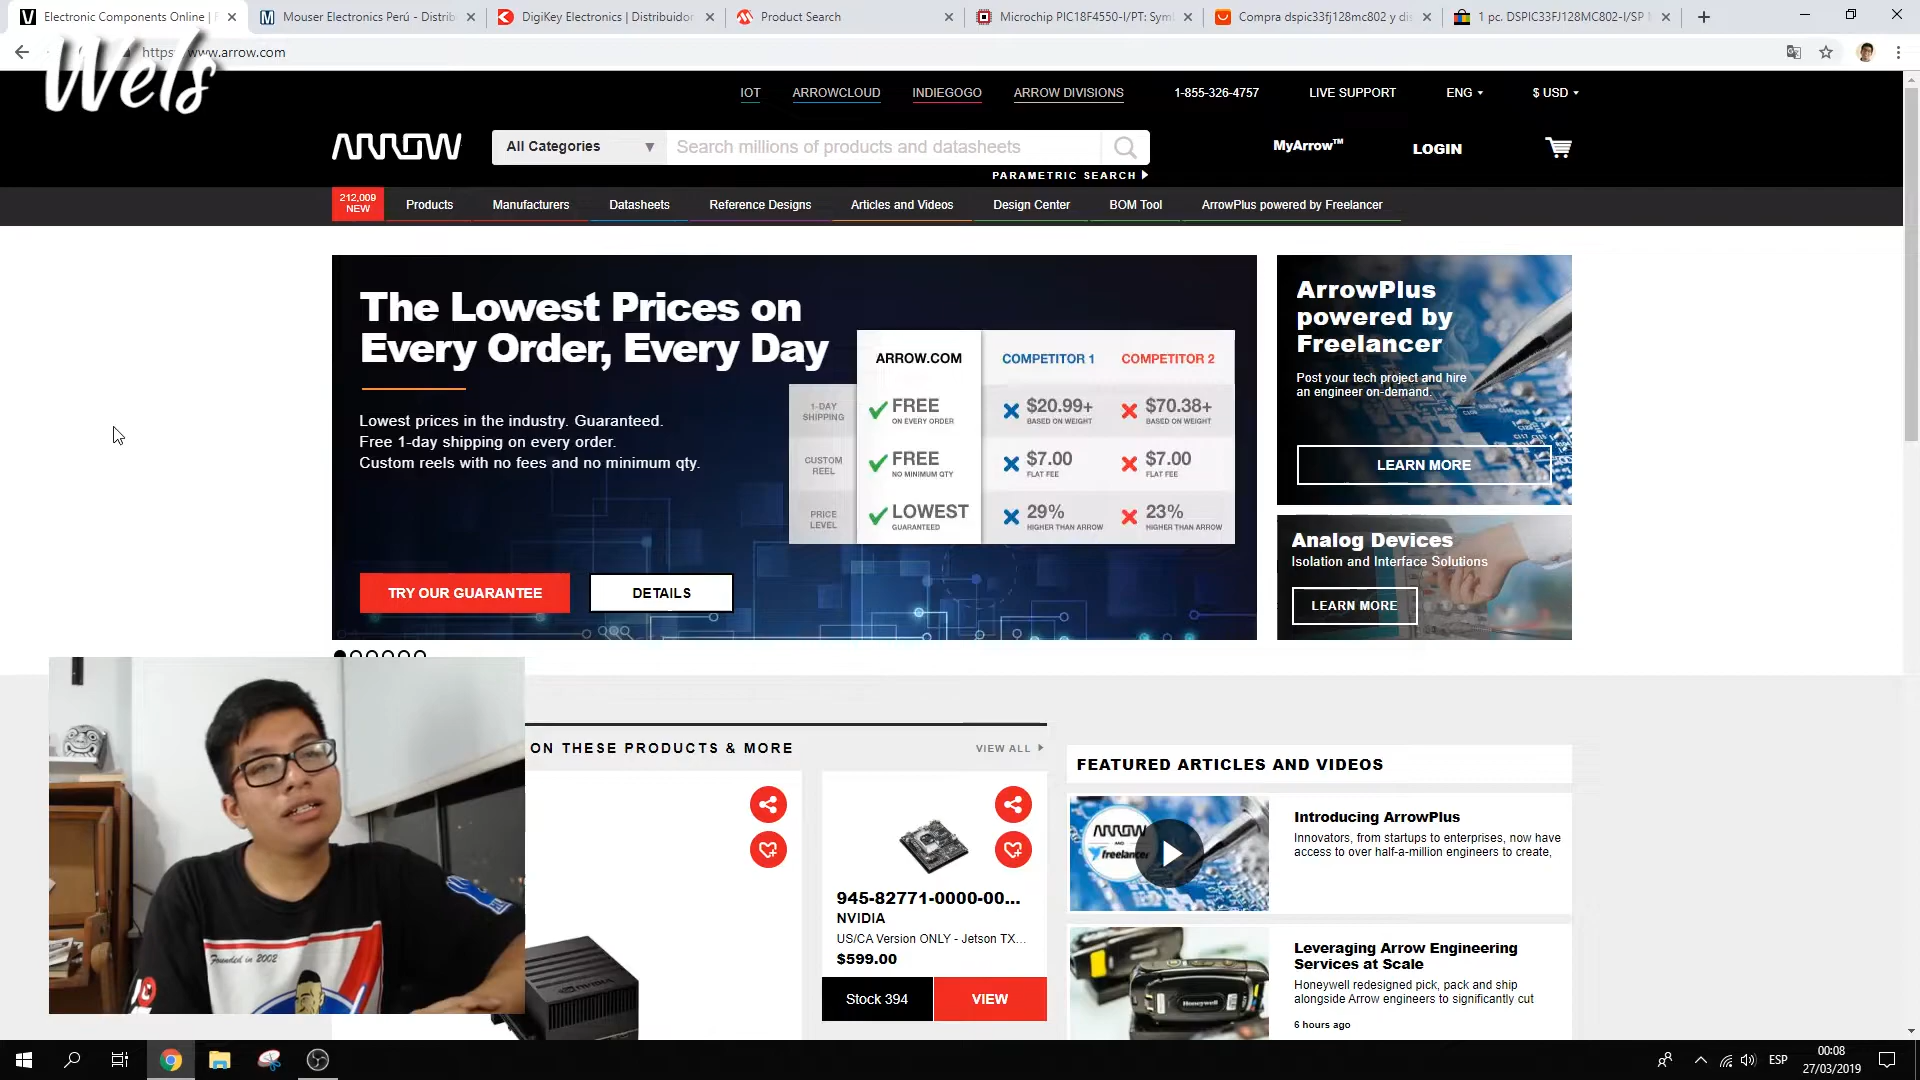 Electronic Components Online | F
Mouser Electronics Perú - Distrib
DigiKey Electronics | Distribuidor
Product Search
Microchip PIC18F4550-I/PT: Symb
Compra dspic33fj128mc802 y di
1 pc. DSPIC33FJ128MC802-I/SP
www.arrow.com
Wels
IOT
ARROWCLOUD
INDIEGOGO
ARROW DIVISIONS
1-855-326-4757
LIVE SUPPORT
ENG
$ USD
ARROW
All Categories
Search millions of products and datasheets
MyArrow™
LOGIN
PARAMETRIC SEARCH
212,009
NEW
Products
Manufacturers
Datasheets
Reference Designs
Articles and Videos
Design Center
BOM Tool
ArrowPlus powered by Freelancer
The Lowest Prices on
Every Order, Every Day
Lowest prices in the industry. Guaranteed.
Free 1-day shipping on every order.
Custom reels with no fees and no minimum qty.
ARROW.COM
COMPETITOR 1
COMPETITOR 2
1-DAY
SHIPPING
FREE
ON EVERY ORDER
$20.99+
BASED ON WEIGHT
$70.38+
BASED ON WEIGHT
CUSTOM
REEL
FREE
NO MINIMUM QTY
$7.00
FLAT FEE
$7.00
FLAT FEE
PRICE
LEVEL
LOWEST
GUARANTEED
29%
HIGHER THAN ARROW
23%
HIGHER THAN ARROW
TRY OUR GUARANTEE
DETAILS
ArrowPlus
powered by
Freelancer
Post your tech project and hire
an engineer on-demand.
LEARN MORE
Analog Devices
Isolation and Interface Solutions
LEARN MORE
ON THESE PRODUCTS & MORE
VIEW ALL
945-82771-0000-00...
NVIDIA
US/CA Version ONLY - Jetson TX...
$599.00
Stock 394
VIEW
FEATURED ARTICLES AND VIDEOS
ARROW
AND
freelancer
Introducing ArrowPlus
Innovators, from startups to enterprises, now have
access to over half-a-million engineers to create,
Honeywell
Leveraging Arrow Engineering
Services at Scale
Honeywell redesigned pick, pack and ship
alongside Arrow engineers to significantly cut
6 hours ago
Founded in 2002
ESP
00:08
27/03/2019